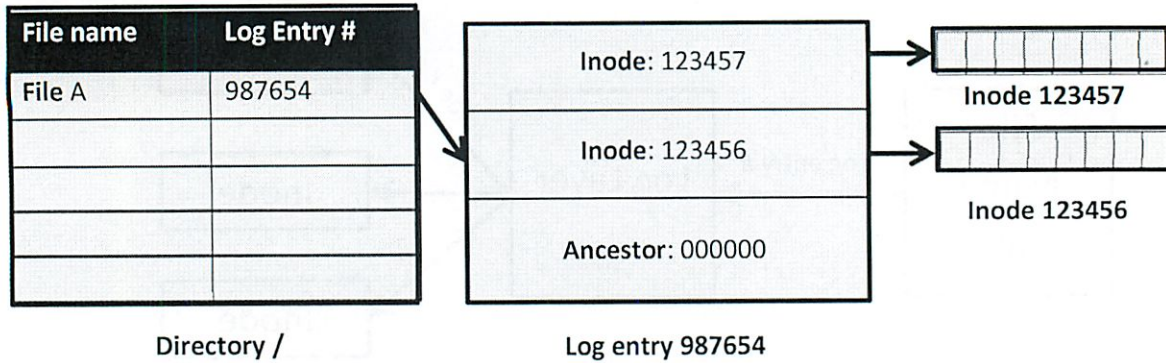 File name Log Entry #
File A 987654
Inode: 123457
Inode: 123456
Ancestor: 000000
Inode 123457
Inode 123456
Directory /
Log entry 987654